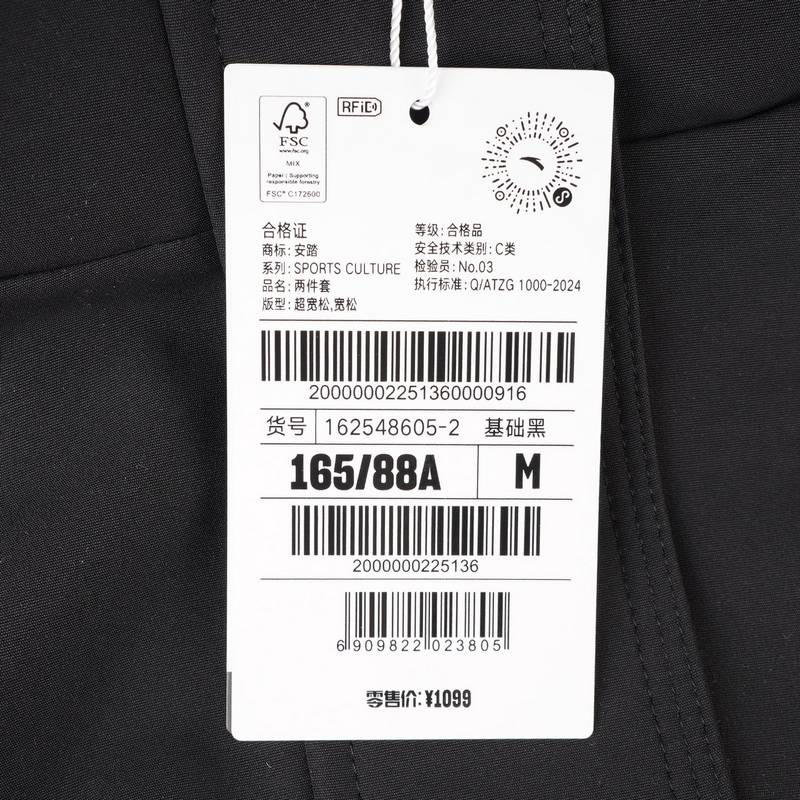 RFiD
FSC
www.fsc.org
MIX
Paper | Supporting
responsible forestry
FSC® C172600
合格证
商标: 安踏
系列: SPORTS CULTURE
品名: 两件套
版型: 超宽松,宽松
等级: 合格品
安全技术类别: C类
检验员: No.03
执行标准: Q/ATZG 1000-2024
20000002251360000916
货号 162548605-2 基础黑
165/88A M
2000000225136
6 909822 023805
零售价: ¥1099